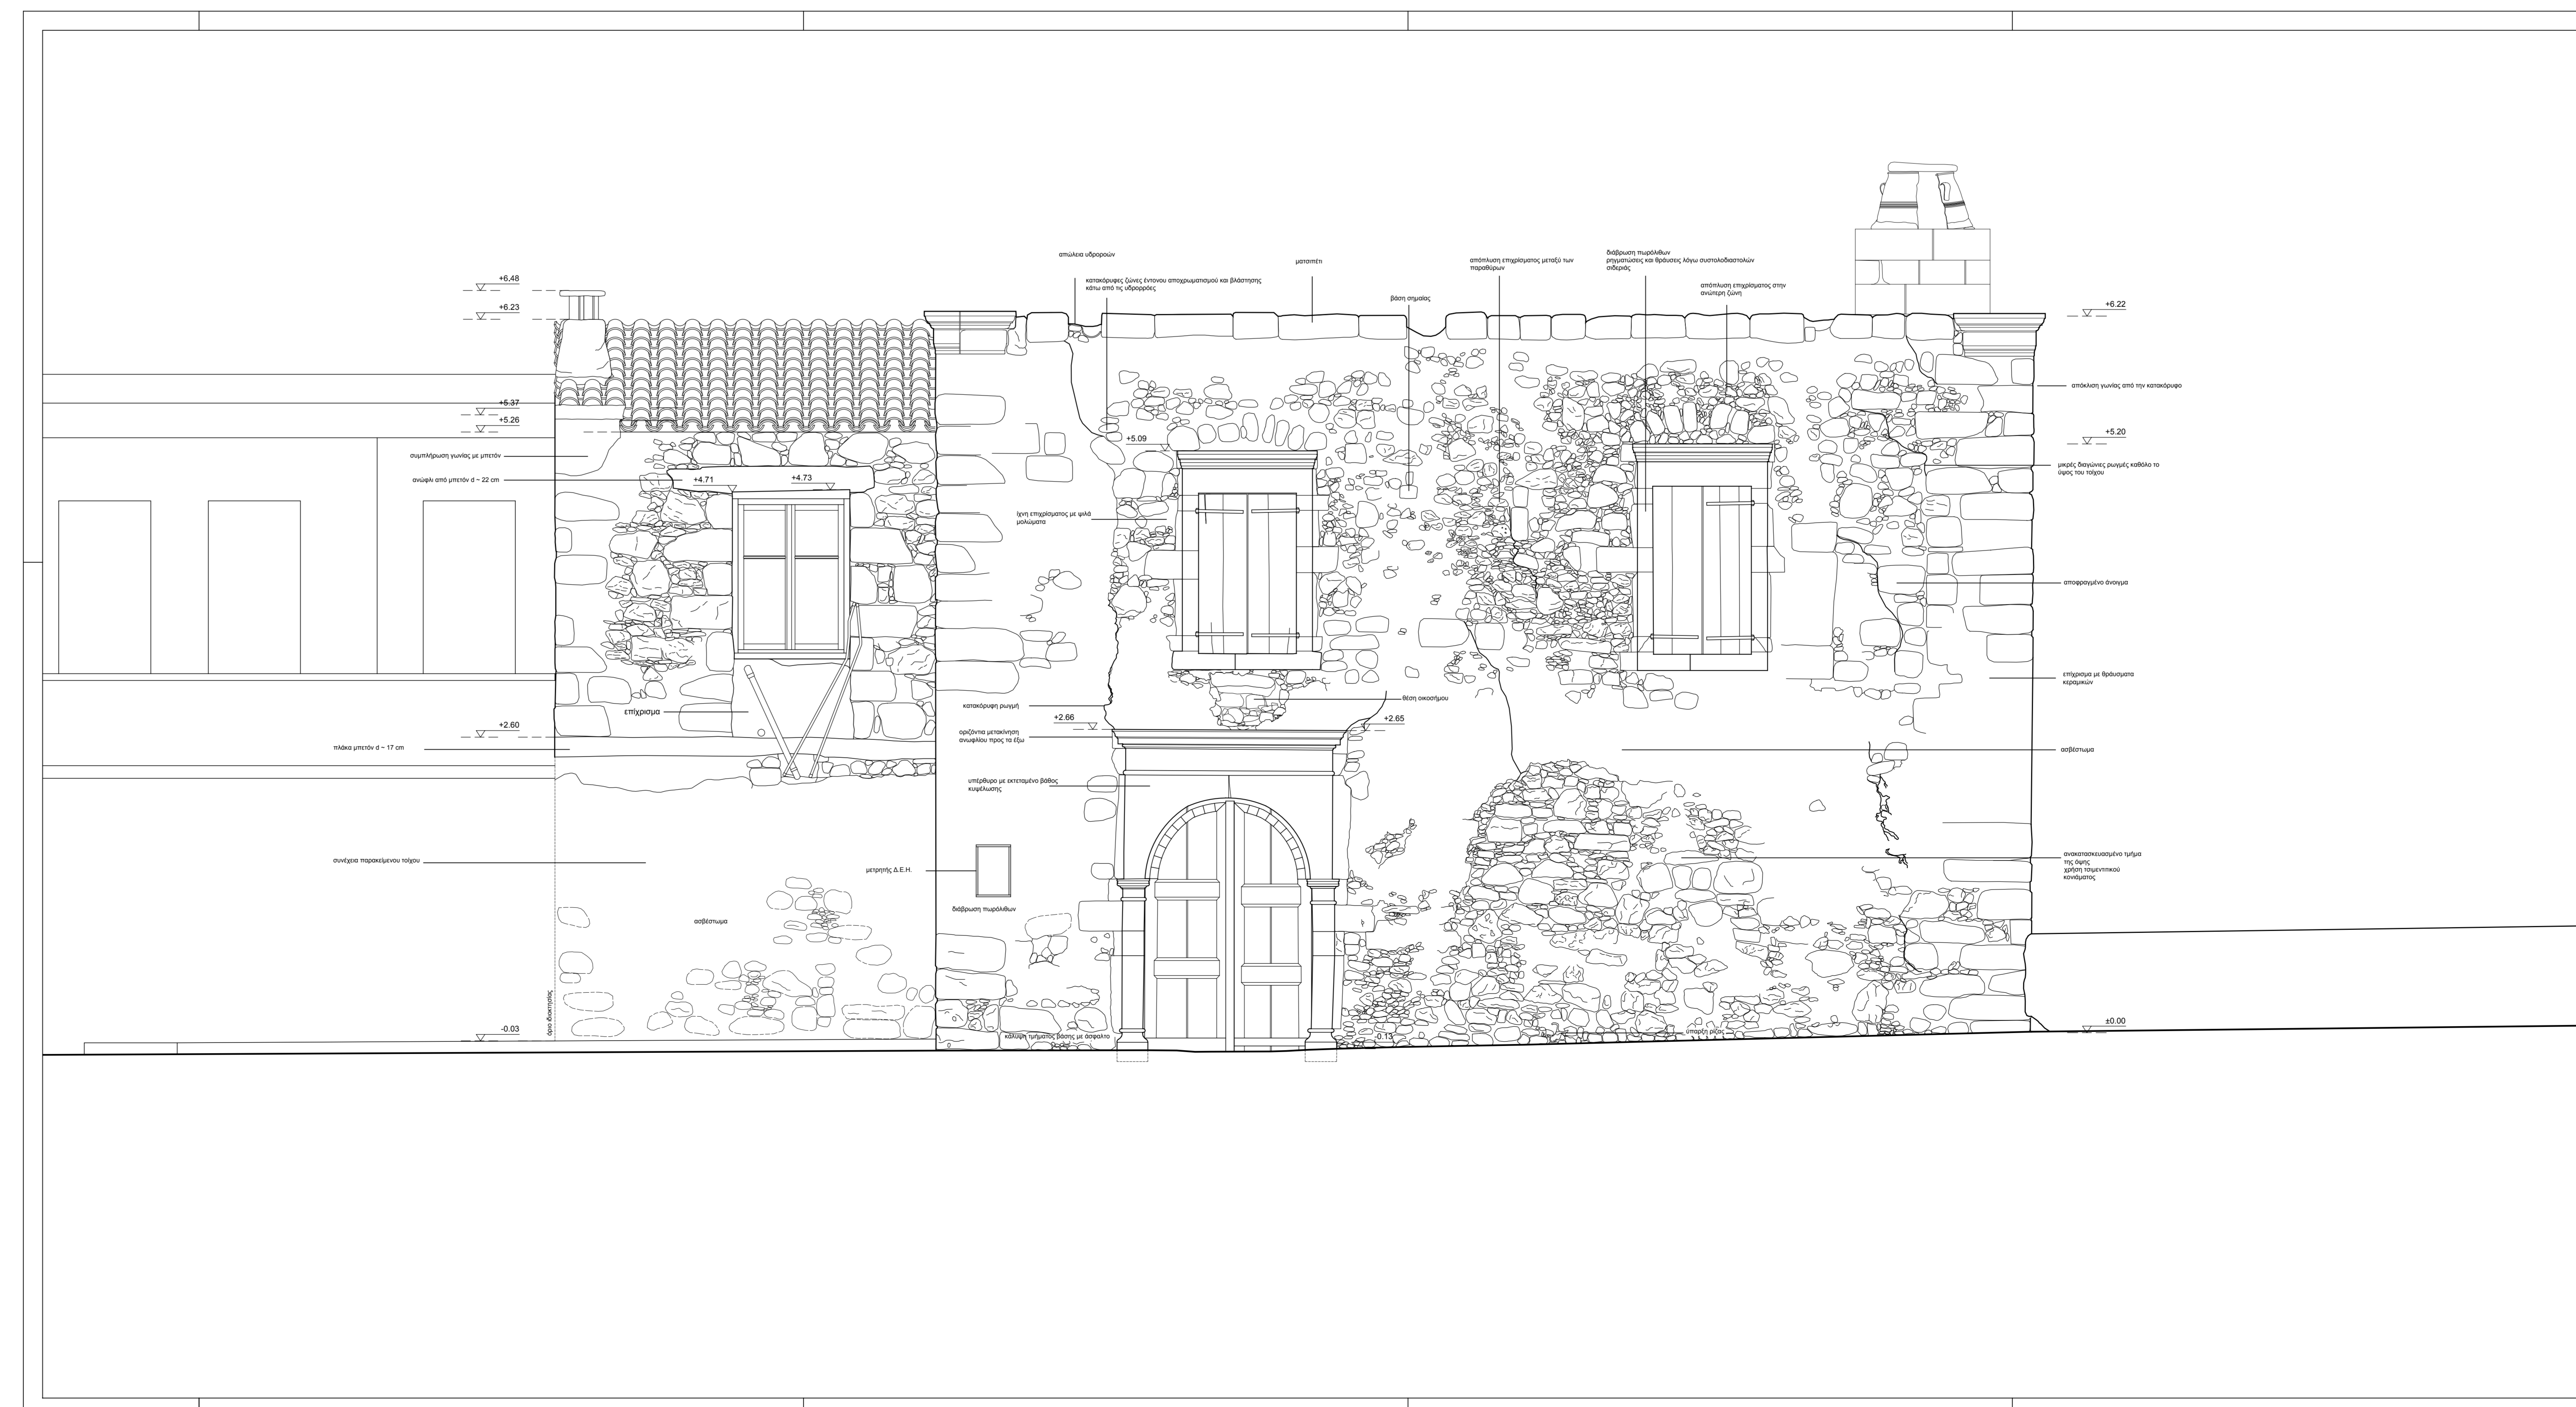 απώλεια υδροροών
κατακόρυφες ζώνες έντονου αποχρωματισμού και βλάστησης
κάτω από τις υδρορρόες
ματσιπέτι
βάση σημαίας
απόπλυση επιχρίσματος μεταξύ των
παραθύρων
διάβρωση πωρόλιθων
ρηγματώσεις και θράυσεις λόγω συστολοδιαστολών
σιδεριάς
απόπλυση επιχρίσματος στην
ανώτερη ζώνη
+6.48
+6.23
+6.22
+5.37
+5.26
απόκλιση γωνίας από την κατακόρυφο
+5.20
+5.09
συμπλήρωση γωνίας με μπετόν
μικρές διαγώνιες ρωγμές καθόλο το
ύψος του τοίχου
ανώφλι από μπετόν d ~ 22 cm
+4.71
+4.73
ίχνη επιχρίσματος με ψιλά
μολώματα
αποφραγμένο άνοιγμα
επίχρισμα με θράυσματα
κεραμικών
θέση οικοσήμου
κατακόρυφη ρωγμή
επίχρισμα
+2.66
+2.65
+2.60
οριζόντια μετακίνηση
ανωφλίου προς τα έξω
πλάκα μπετόν d ~ 17 cm
ασβέστωμα
υπέρθυρο με εκτεταμένο βάθος
κυψέλωσης
συνέχεια παρακείμενου τοίχου
μετρητής Δ.Ε.Η.
ανακατασκευασμένο τμήμα
της όψης
χρήση τσιμεντιτικού
κονιάματος
διάβρωση πωρόλιθων
ασβέστωμα
όριο ιδιοκτησίας
-0.03
κάλυψη τμήματος βάσης με άσφαλτο
-0.13
ύπαρξη ρίζας
±0.00